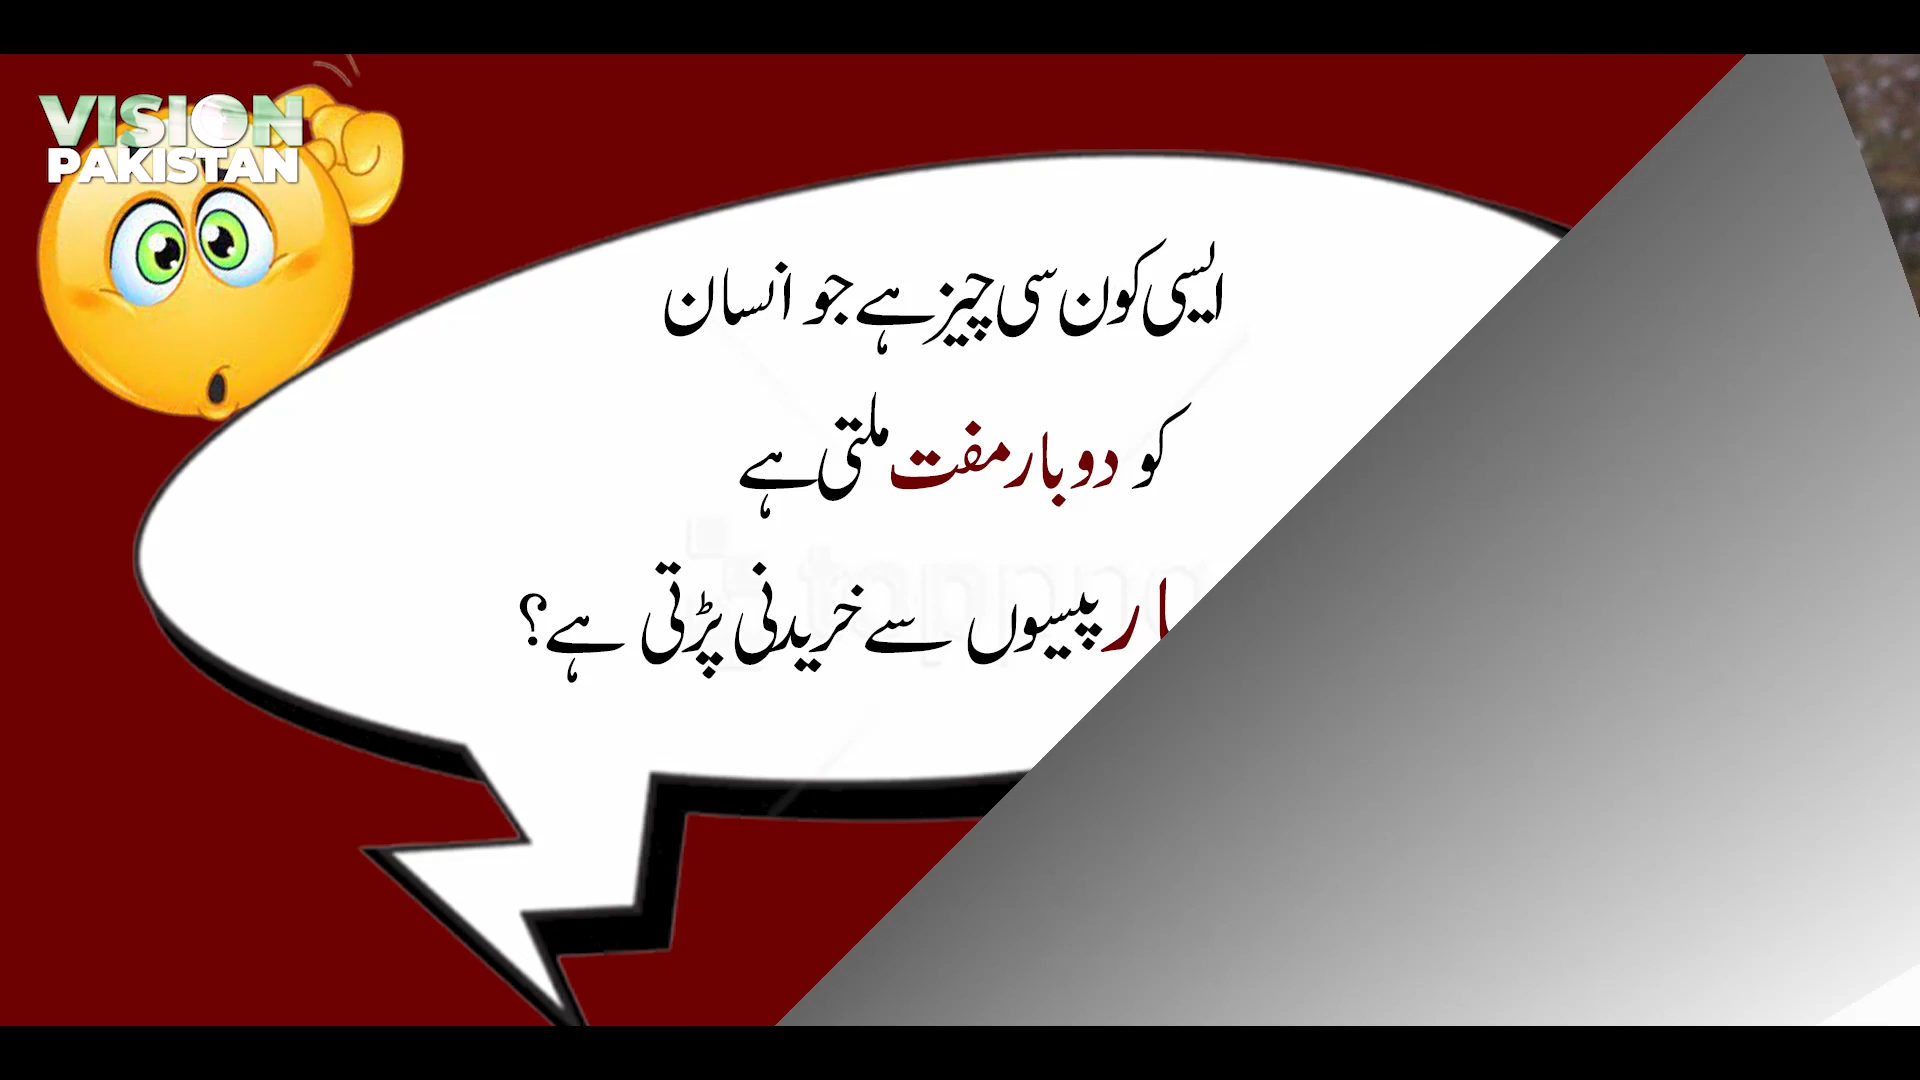 VISION
PAKISTAN
ایسی کون سی چیز ہے جو انسان
کو دو بار مفت ملتی ہے
پیسوں سے خریدنی پڑتی ہے؟